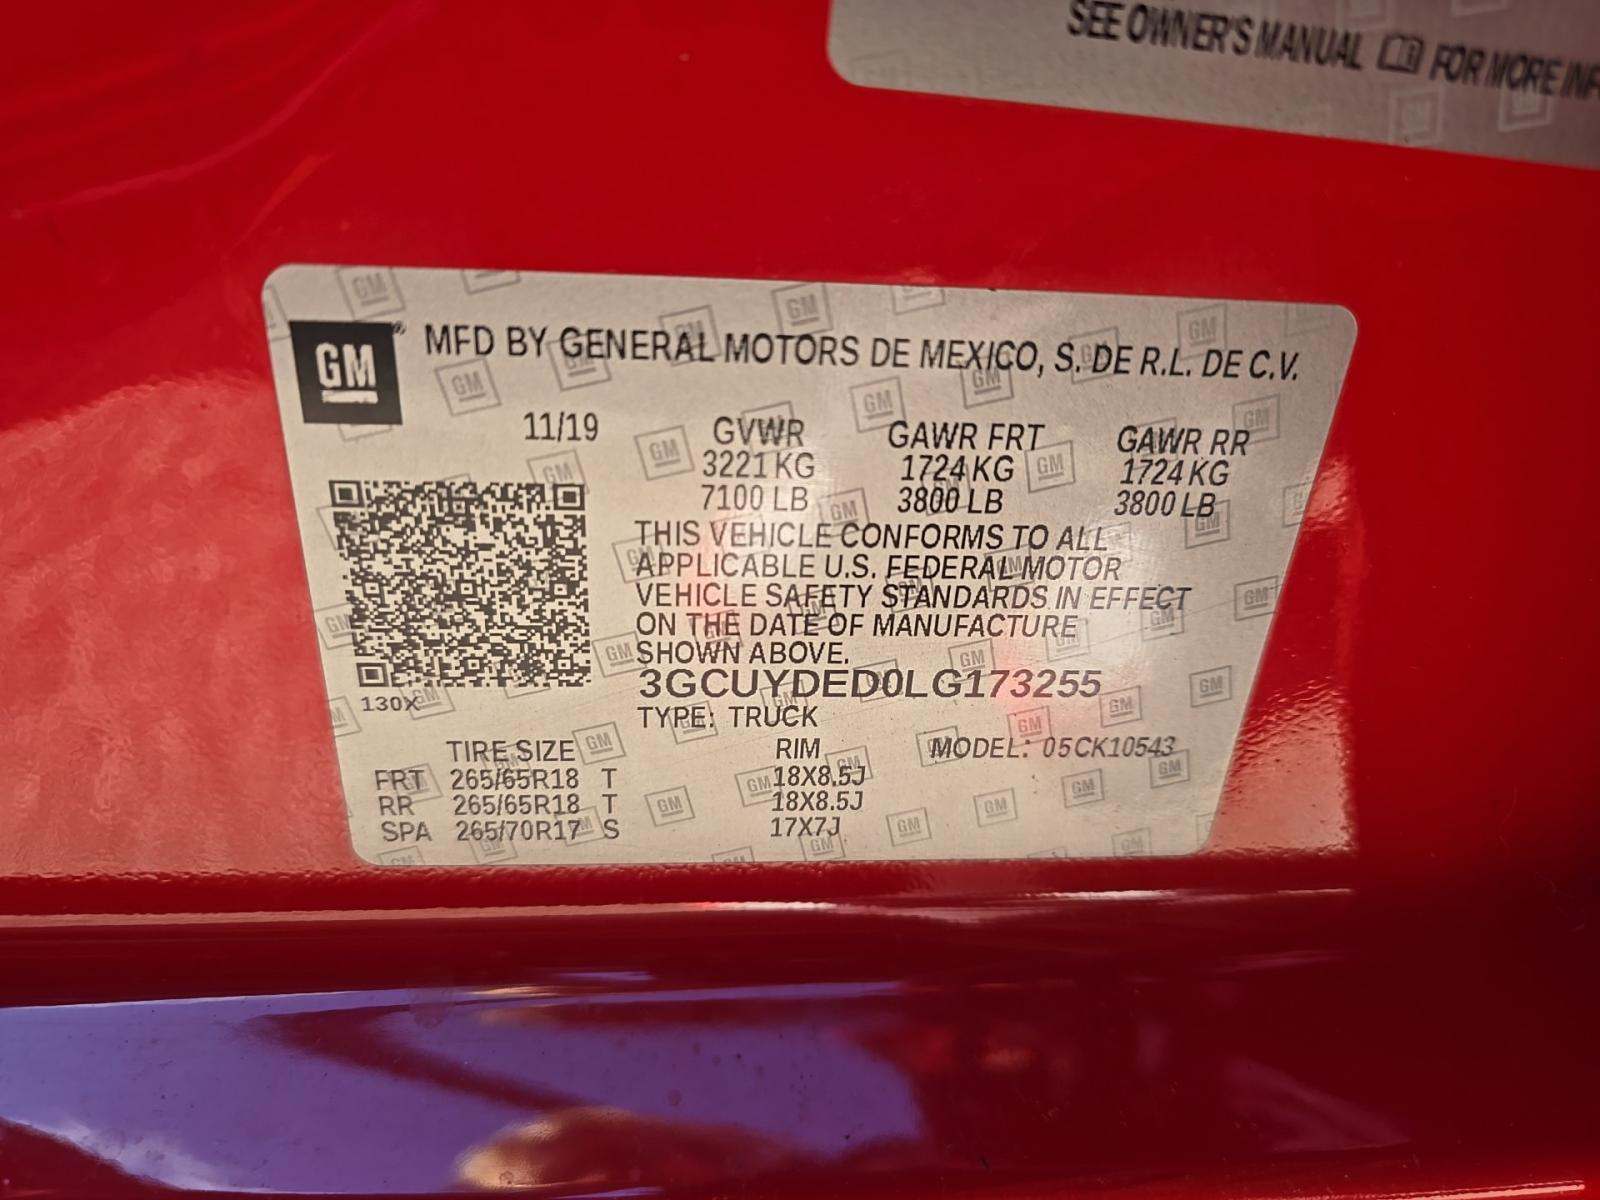 SEE OWNER'S MANUAL FOR MORE INF
GM® MFD BY GENERAL MOTORS DE MEXICO, S. DE R.L. DE C.V.
11/19 GVWR GAWR FRT GAWR RR
3221 KG 1724 KG 1724 KG
7100 LB 3800 LB 3800 LB
THIS VEHICLE CONFORMS TO ALL
APPLICABLE U.S. FEDERAL MOTOR
VEHICLE SAFETY STANDARDS IN EFFECT
ON THE DATE OF MANUFACTURE
SHOWN ABOVE.
3GCUYDED0LG173255
130X
TYPE: TRUCK
TIRE SIZE RIM MODEL: 05CK10543
FRT 265/65R18 T 18X8.5J
RR 265/65R18 T 18X8.5J
SPA 265/70R17 S 17X7J